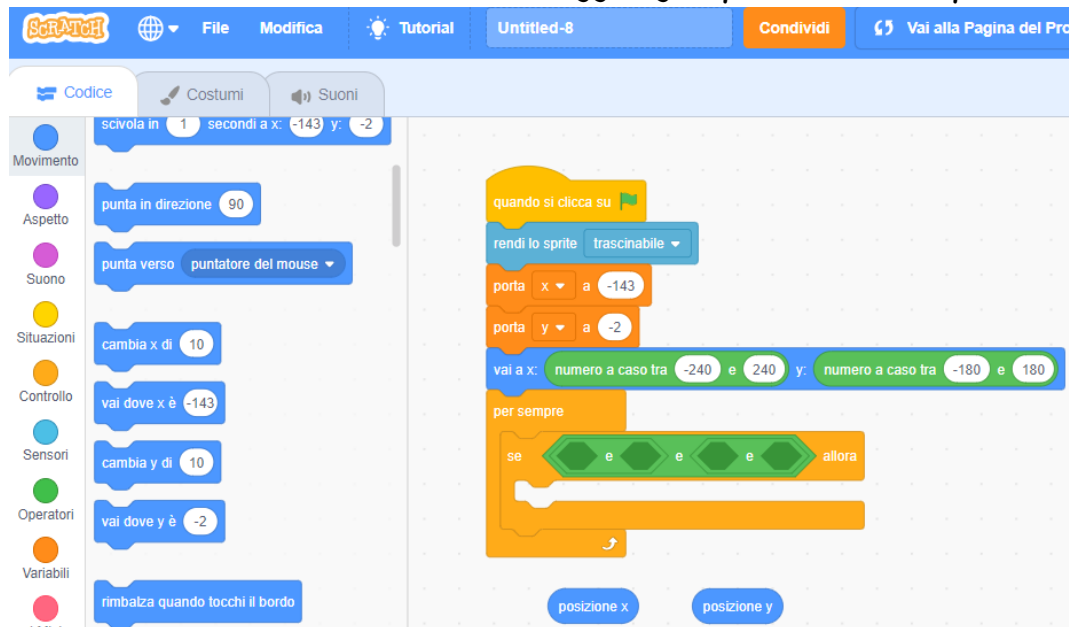 SCRATCH File Modifica Tutorial Untitled-8 Condividi Vai alla Pagina del Pro
Codice Costumi Suoni
Movimento
Aspetto
Suono
Situazioni
Controllo
Sensori
Operatori
Variabili
scivola in 1 secondi a x: -143 y: -2
punta in direzione 90
punta verso puntatore del mouse
cambia x di 10
vai dove x è -143
cambia y di 10
vai dove y è -2
rimbalza quando tocchi il bordo
quando si clicca su
rendi lo sprite trascinabile
porta x a -143
porta y a -2
vai a x: numero a caso tra -240 e 240 y: numero a caso tra -180 e 180
per sempre
se e e e allora
posizione x posizione y